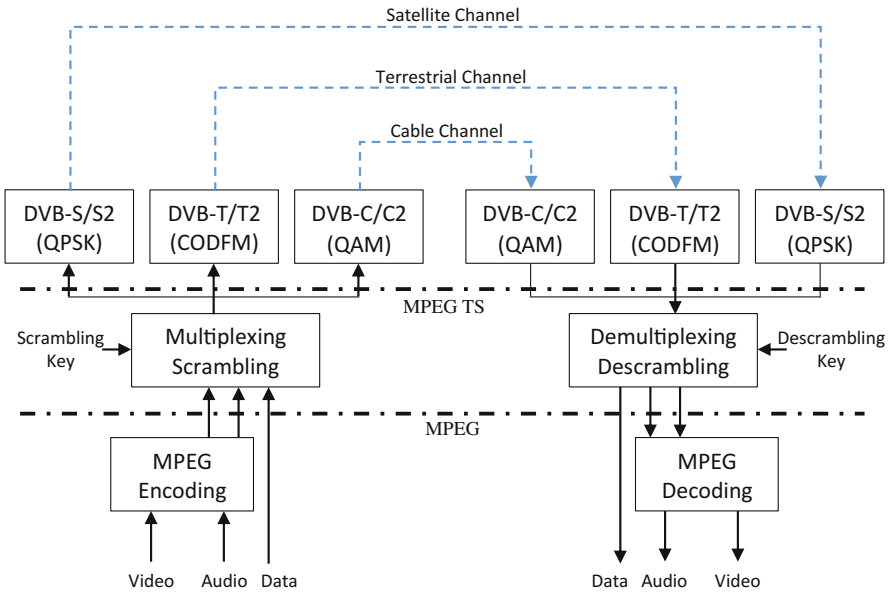 Satellite Channel
Terrestrial Channel
Cable Channel
DVB-S/S2
(QPSK)
DVB-T/T2
(CODFM)
DVB-C/C2
(QAM)
DVB-C/C2
(QAM)
DVB-T/T2
(CODFM)
DVB-S/S2
(QPSK)
MPEG TS
Scrambling
Key
Multiplexing
Scrambling
Demultiplexing
Descrambling
Descrambling
Key
MPEG
MPEG
Encoding
MPEG
Decoding
Video
Audio
Data
Data
Audio
Video